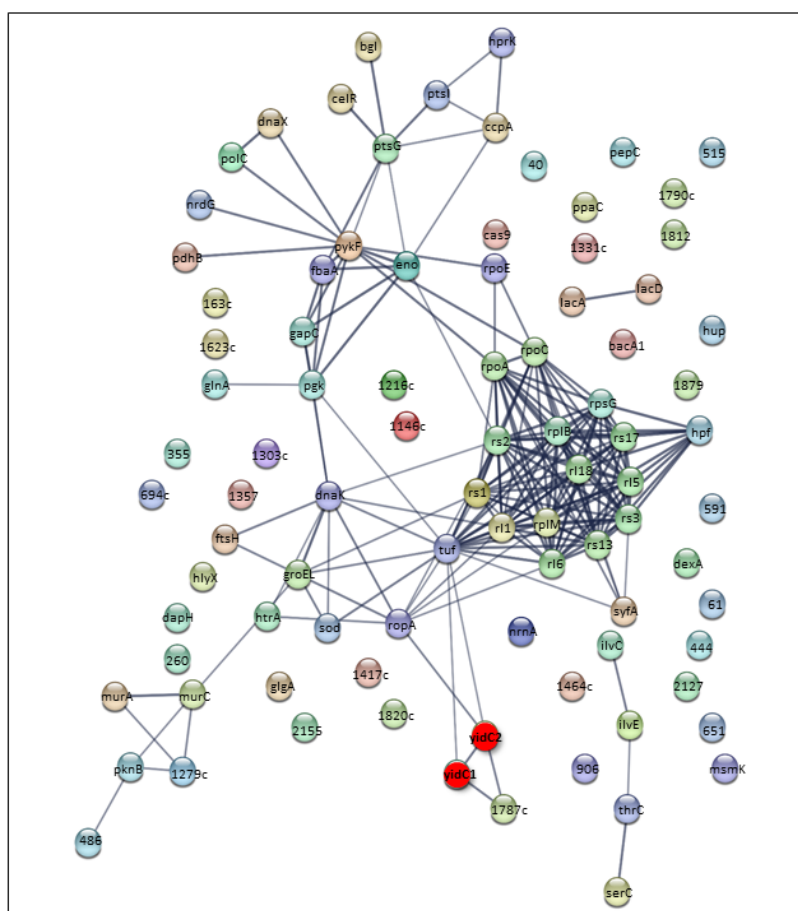 bgl
hprK
celR
ptsI
dnaX
ccpA
ptsG
polC
40
pepC
515
nrdG
ppaC
1790c
pykF
cas9
1331c
1812
pdhB
fbaA
eno
rpoE
lacD
163c
lacA
gapC
hup
1623c
rpoC
bacA1
rpoA
glnA
pgk
1216c
1879
rpsG
1146c
rplB
rs17
hpf
rs2
355
1303c
rl18
rl5
694c
1357
dnaK
rs1
591
rs3
rl1
rplM
ftsH
tuf
rs13
rl6
dexA
hlyX
groEL
61
dapH
htrA
sod
ropA
syfA
nrnA
ilvC
444
260
1417c
murA
murC
glgA
1464c
2127
1820c
2155
ilvE
651
yidC2
pknB
1279c
yidC1
906
msmK
1787c
thrC
486
serC